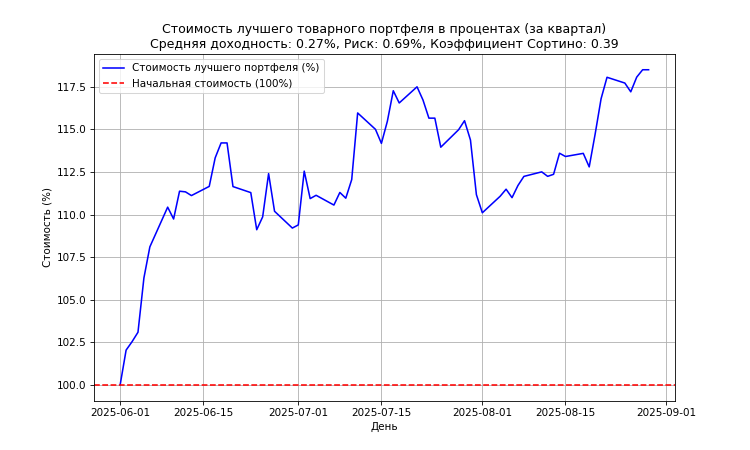 Стоимость лучшего товарного портфеля в процентах (за квартал)
Средняя доходность: 0.27%, Риск: 0.69%, Коэффициент Сортино: 0.39
Стоимость лучшего портфеля (%)
Начальная стоимость (100%)
Стоимость (%)
117.5
115.0
112.5
110.0
107.5
105.0
102.5
100.0
2025-06-01
2025-06-15
2025-07-01
2025-07-15
2025-08-01
2025-08-15
2025-09-01
День